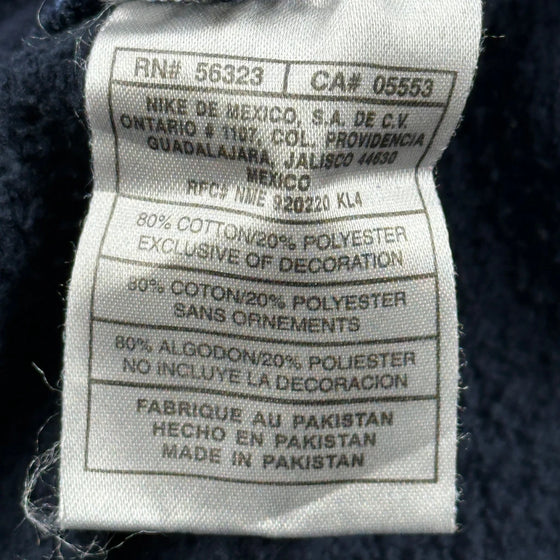 RN# 56323 | CA# 05553
NIKE DE MEXICO, S.A. DE C.V.
ONTARIO # 1107, COL. PROVIDENCIA
GUADALAJARA, JALISCO 44630
MEXICO
RFC# NME 920220 KL4
80% COTTON/20% POLYESTER
EXCLUSIVE OF DECORATION
80% COTON/20% POLYESTER
SANS ORNEMENTS
80% ALGODON/20% POLIESTER
NO INCLUYE LA DECORACION
FABRIQUE AU PAKISTAN
HECHO EN PAKISTAN
MADE IN PAKISTAN